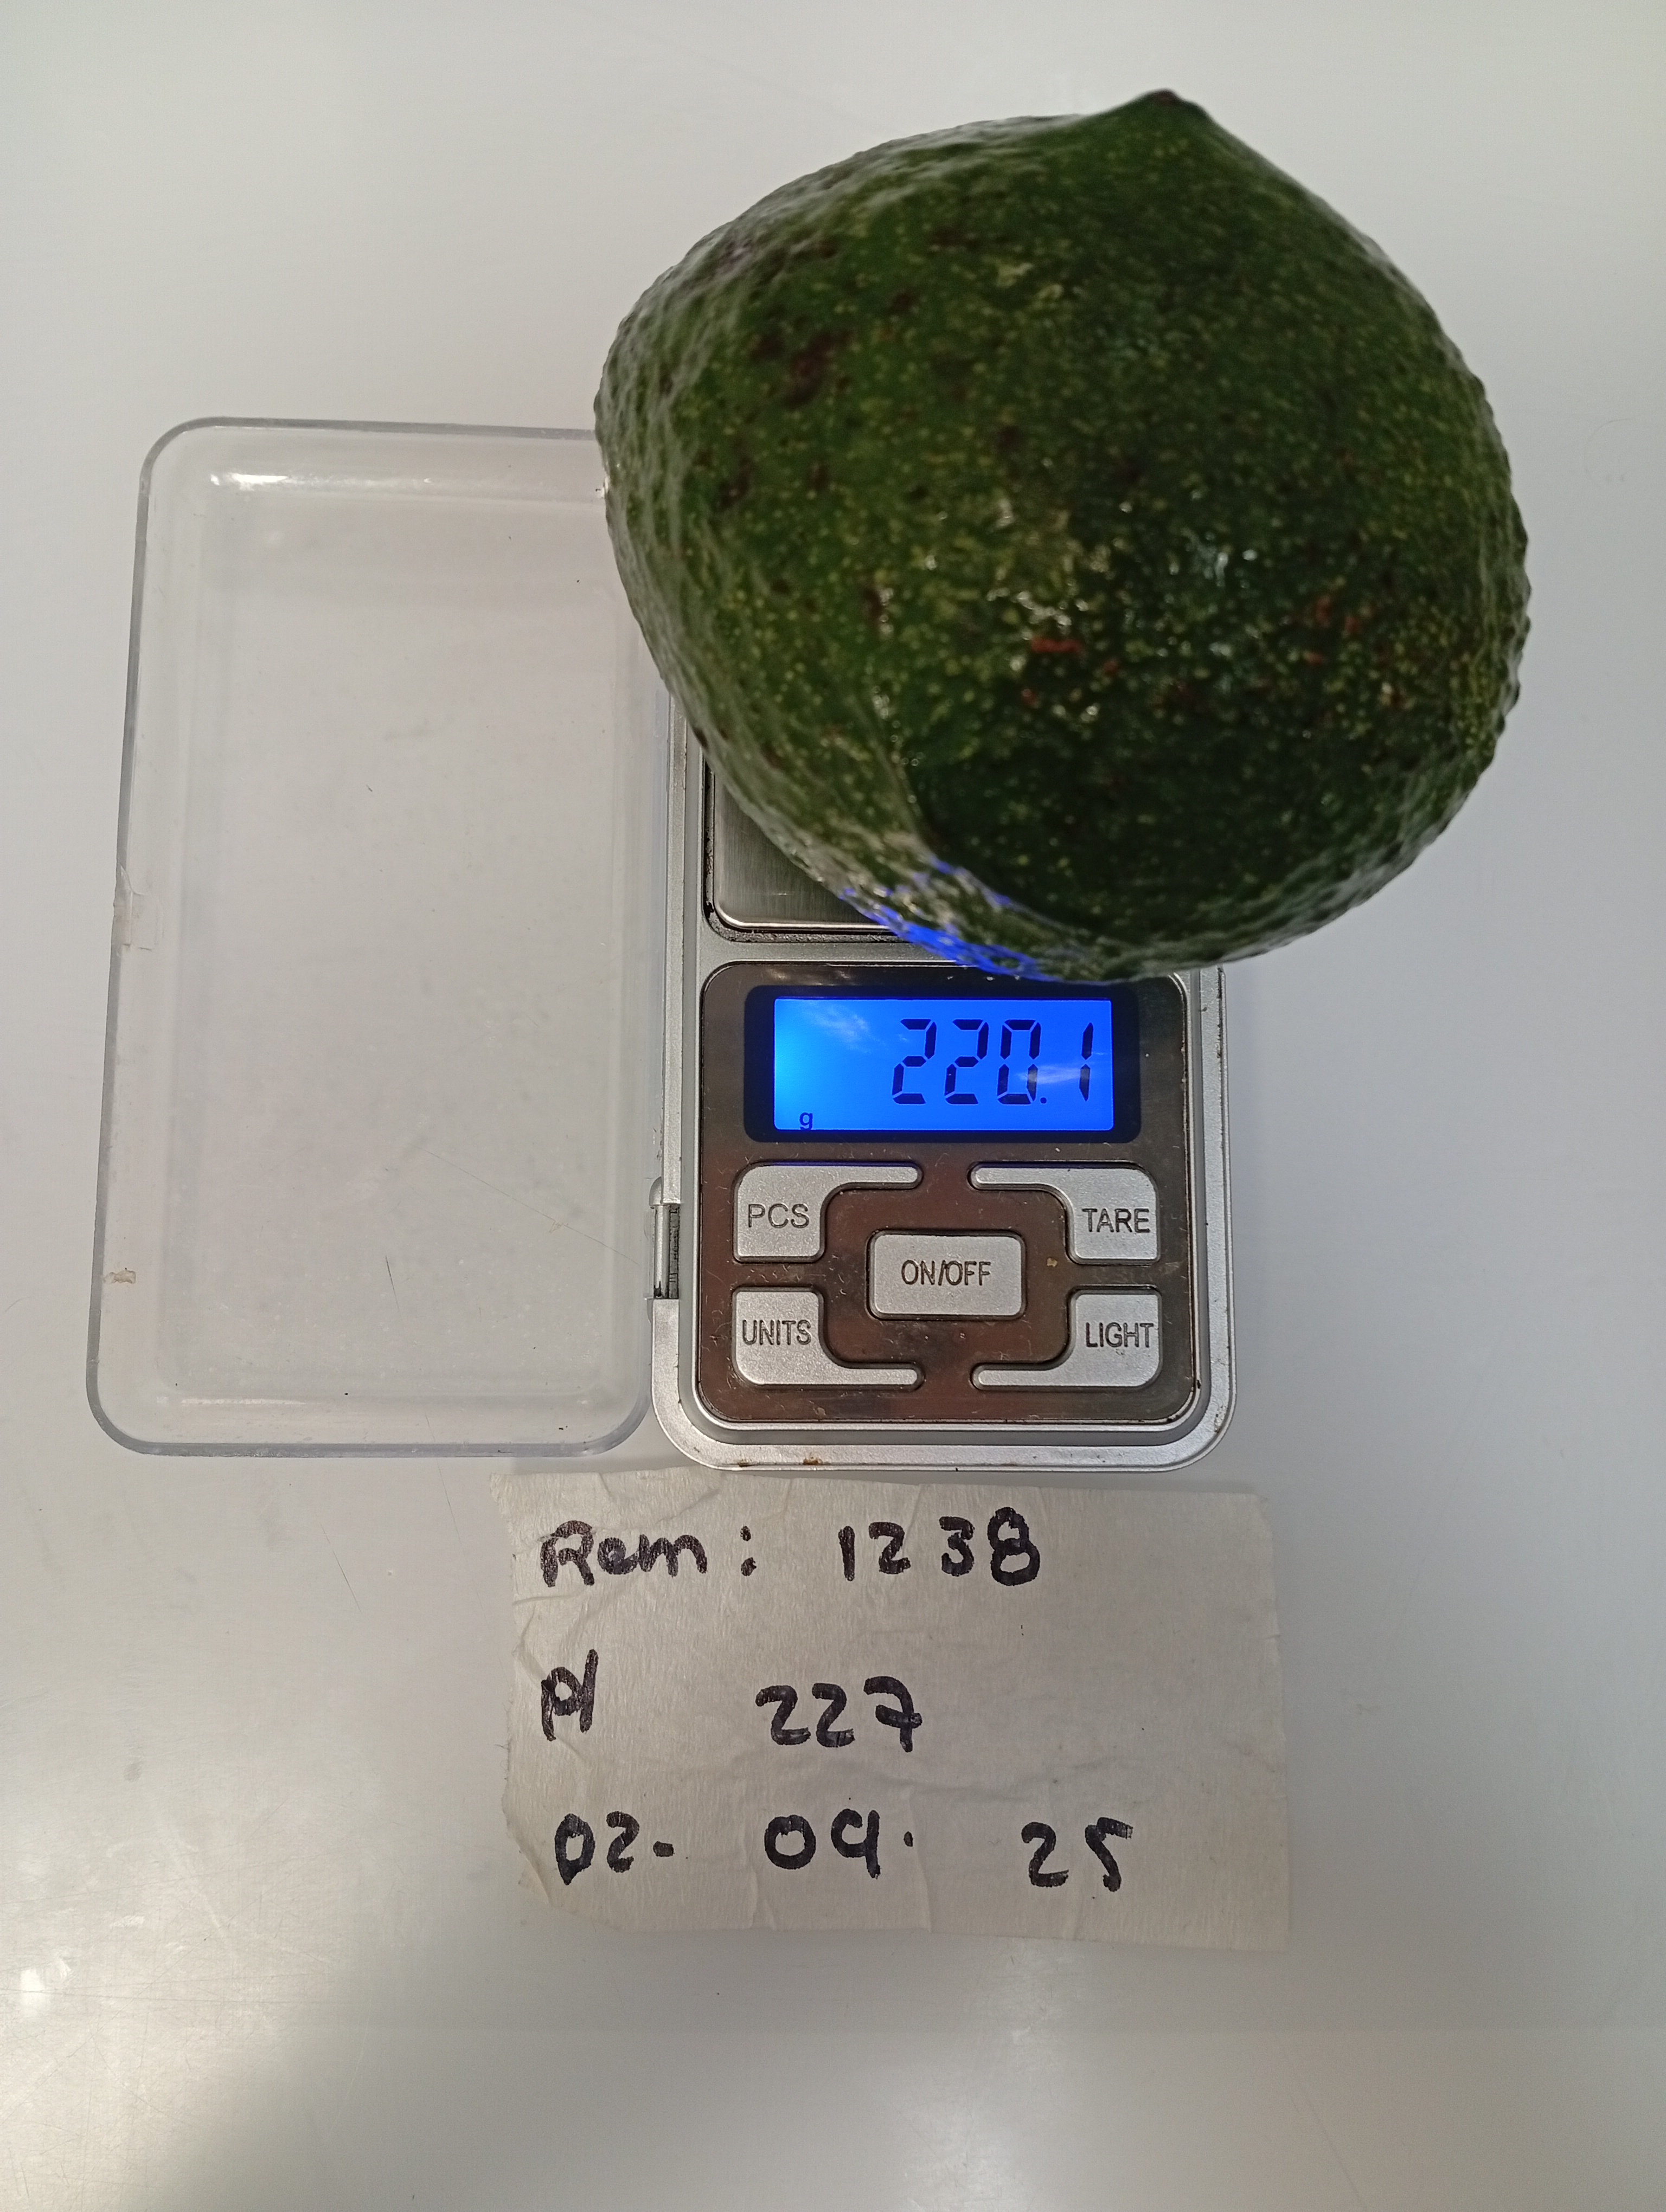 220.1
g
PCS TARE
ON/OFF
UNITS LIGHT
Rem: 1238
p/ 227
02. 09. 25